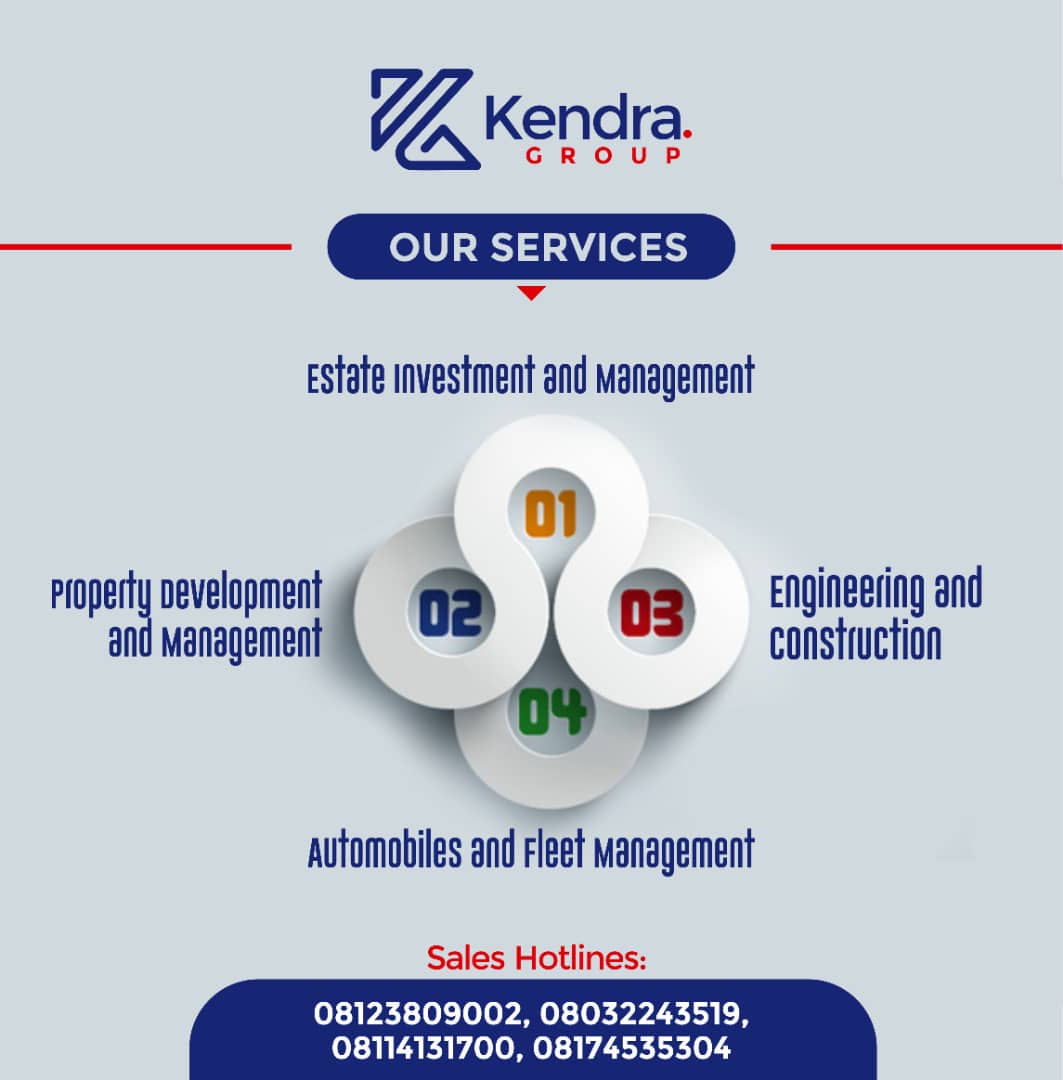 Kendra.
GROUP
OUR SERVICES
Estate Investment and Management
01
Property Development
and Management
02
03
Engineering and
construction
04
Automobiles and Fleet Management
Sales Hotlines:
08123809002, 08032243519,
08114131700, 08174535304